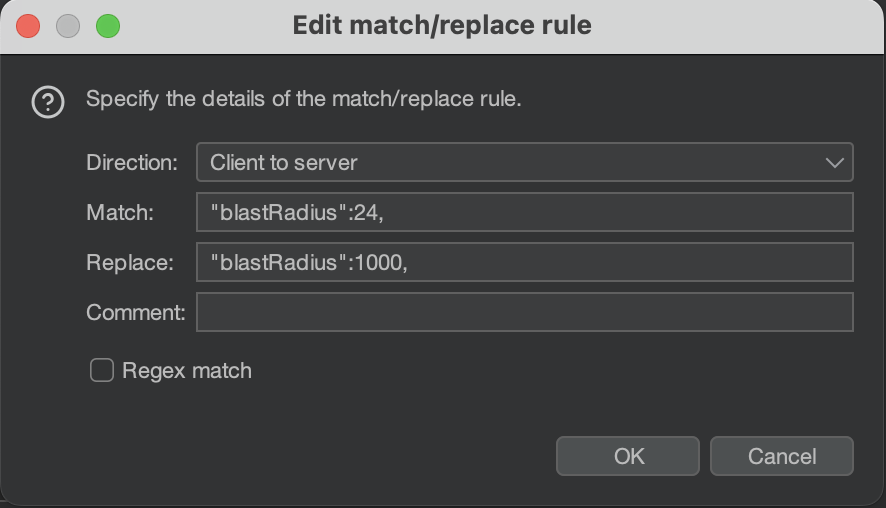 Edit match/replace rule
Specify the details of the match/replace rule.
Direction: Client to server
Match: "blastRadius":24,
Replace: "blastRadius":1000,
Comment:
Regex match
OK Cancel